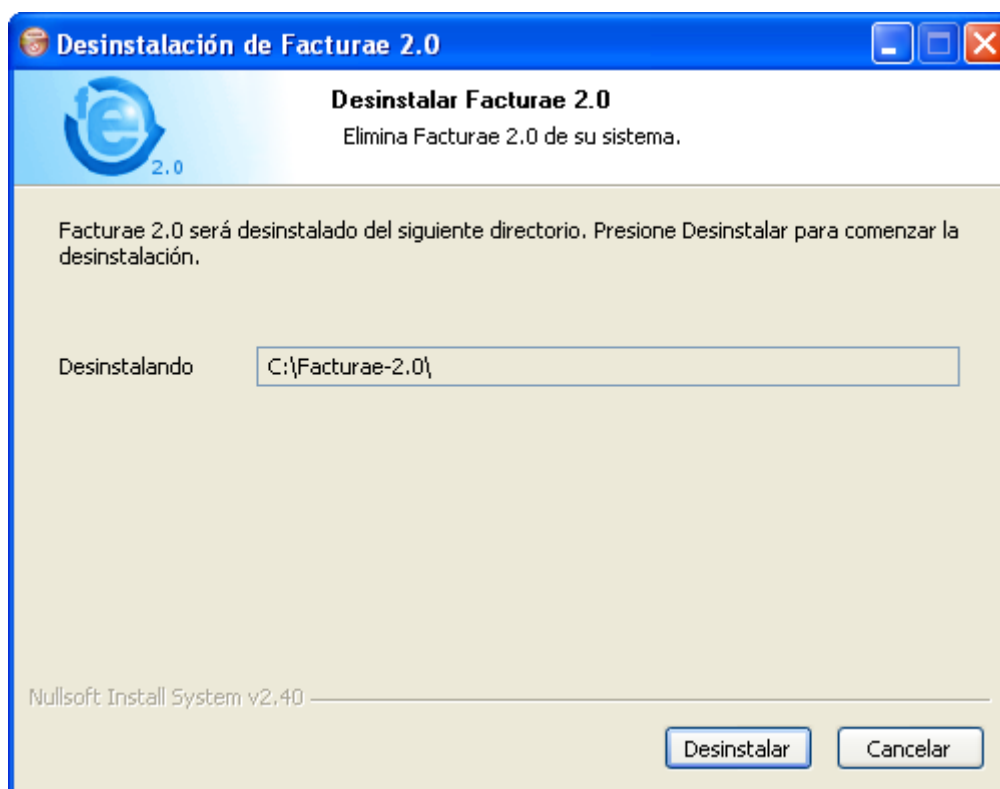 Desinstalación de Facturae 2.0
fe
2.0
Desinstalar Facturae 2.0
Elimina Facturae 2.0 de su sistema.
Facturae 2.0 será desinstalado del siguiente directorio. Presione Desinstalar para comenzar la
desinstalación.
Desinstalando
C:\Facturae-2.0\
Nullsoft Install System v2.40
Desinstalar
Cancelar